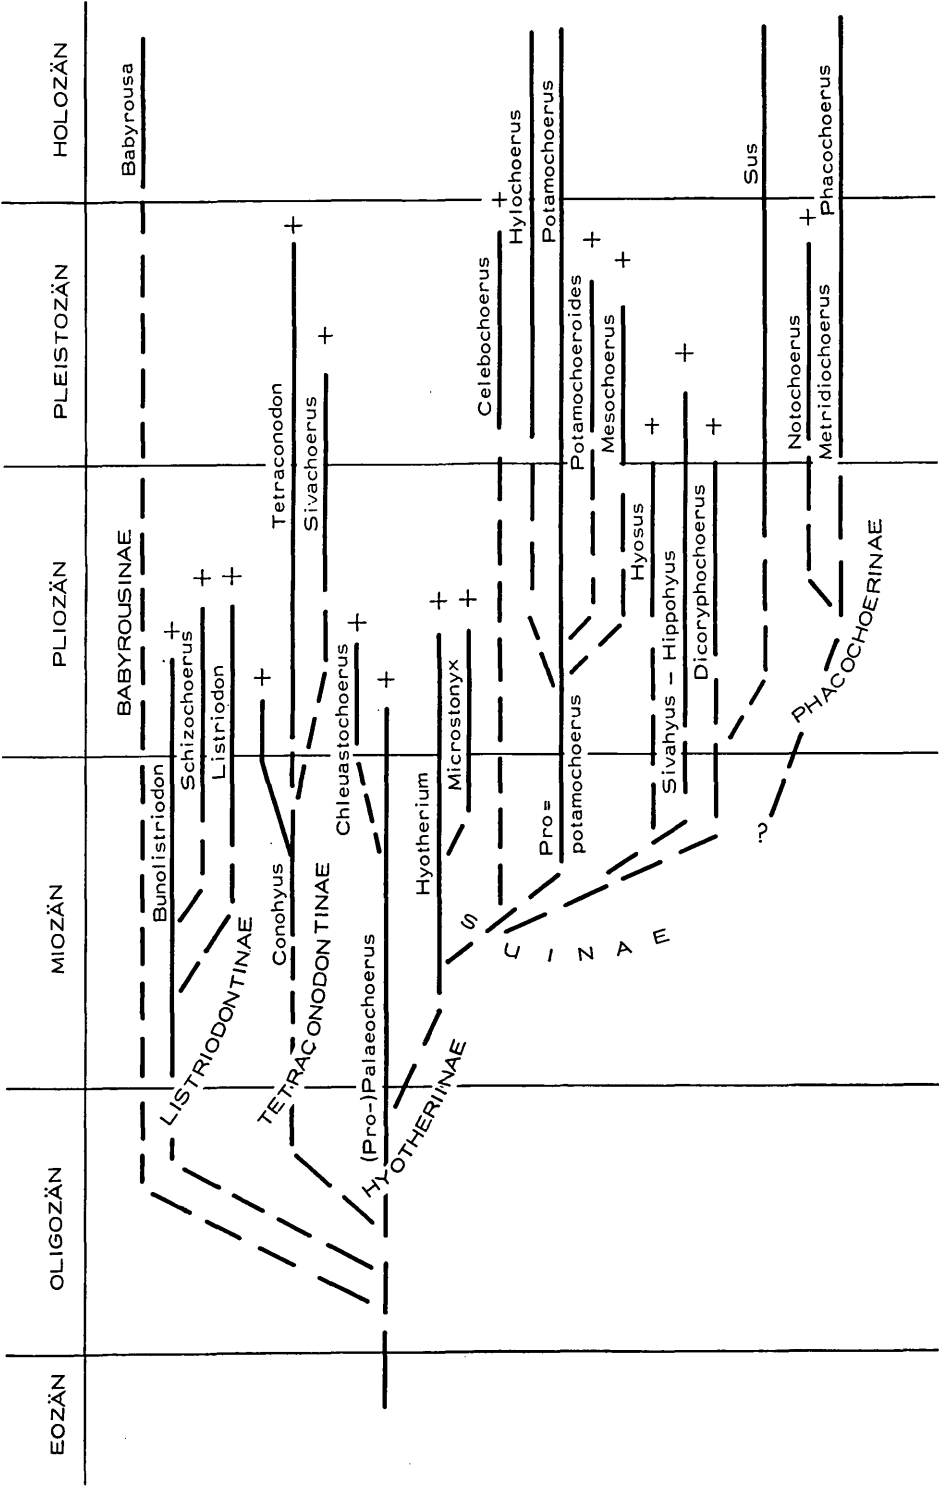 HOLOZÄN
PLEISTOZÄN
PLIOZÄN
MIOZÄN
OLIGOZÄN
EOZÄN
Babyrousa
BABYROUSINAE
Bunolistriodon
+
Schizochoerus
+
Listriodon
+
LISTRIODONTINAE
+
Conohyus
Tetraconodon
+
Sivachoerus
+
TETRACONODONTINAE
Chleuastochoerus
+
(Pro-)Palaeochoerus
+
HYOTHERIINAE
Hyotherium
+
Microstonyx
+
Celebochoerus
+
Hylochoerus
Potamochoerus
Pro=
potamochoerus
Potamochoeroides
+
Mesochoerus
+
Hyosus
+
Sivahyus – Hippohyus
+
Dicoryphochoerus
+
SUINAE
Sus
Notochoerus
+
Metridiochoerus
Phacochoerus
PHACOCHOERINAE
?